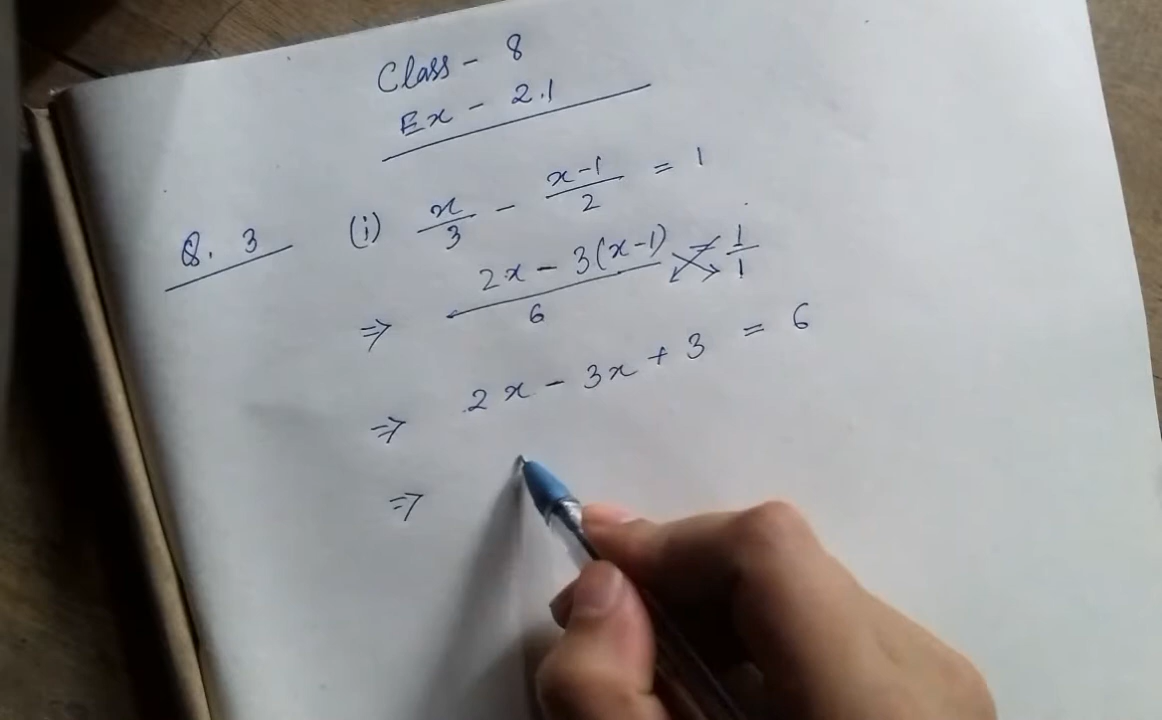 Class - 8
Ex - 2.1
Q. 3 (i) x/3 - (x-1)/2 = 1
⇒ (2x - 3(x-1))/6 = 1/1
⇒ 2x - 3x + 3 = 6
⇒